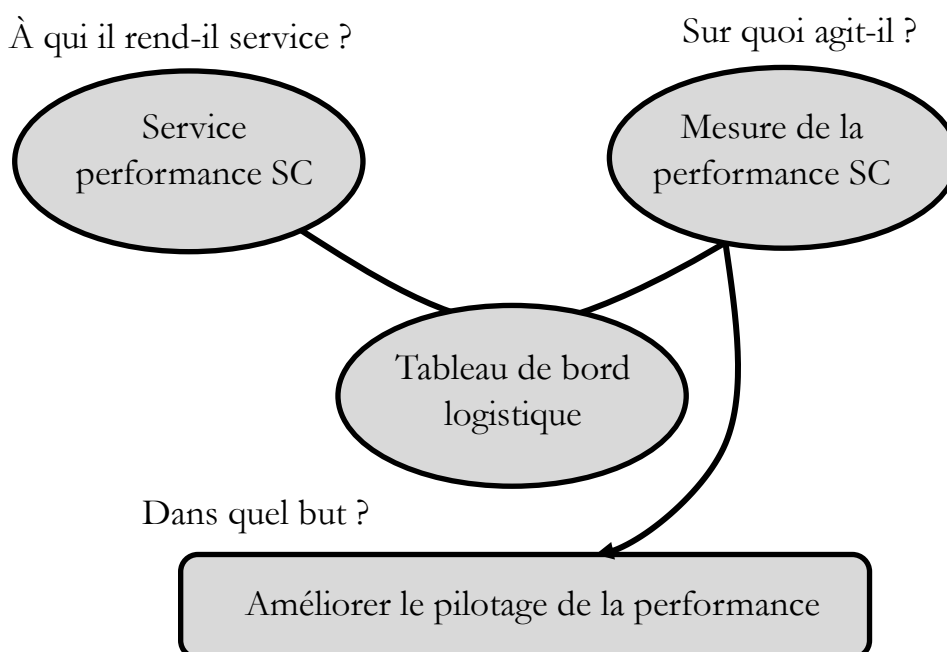 À qui il rend-il service ?
Sur quoi agit-il ?
Service
performance SC
Mesure de la
performance SC
Tableau de bord
logistique
Dans quel but ?
Améliorer le pilotage de la performance